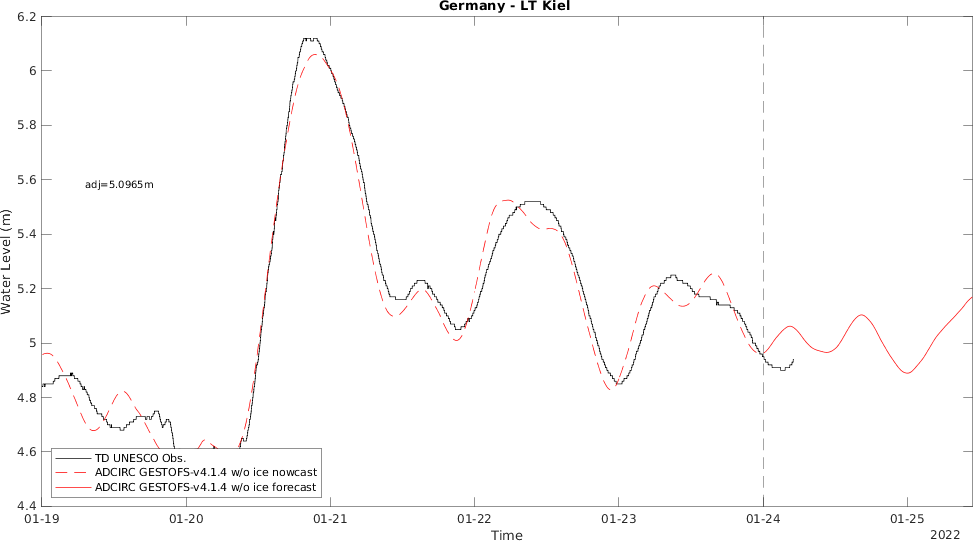 Germany - LT Kiel
6.2
6
5.8
5.6
5.4
5.2
5
4.8
4.6
4.4
Water Level (m)
adj=5.0965m
TD UNESCO Obs.
ADCIRC GESTOFS-v4.1.4 w/o ice nowcast
ADCIRC GESTOFS-v4.1.4 w/o ice forecast
01-19 01-20 01-21 01-22 01-23 01-24 01-25
Time
2022